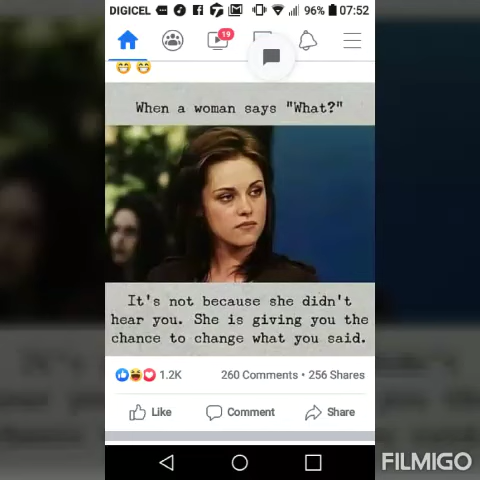 DIGICEL 96% 07:52
19
When a woman says "What?"
It's not because she didn't
hear you. She is giving you the
chance to change what you said.
1.2K 260 Comments • 256 Shares
Like Comment Share
FILMIGO